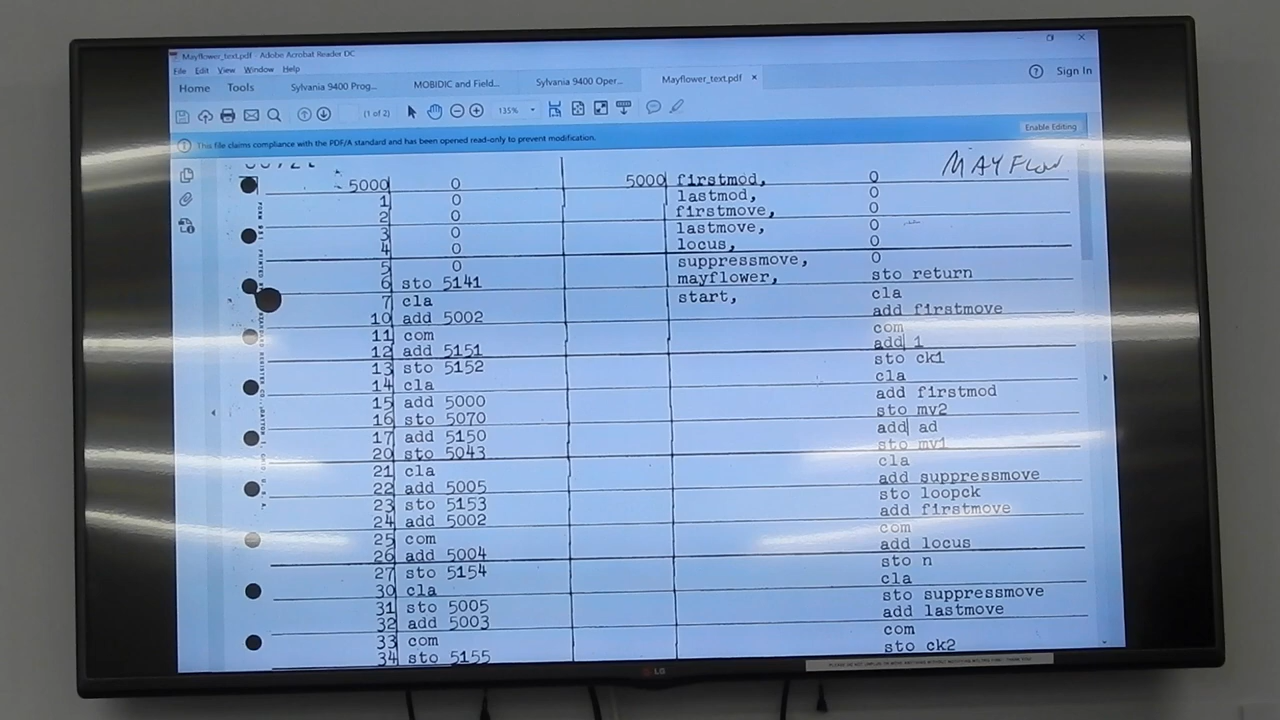 Mayflower_text.pdf - Adobe Acrobat Reader DC
File Edit View Window Help
Home Tools Sylvania 9400 Prog... MOBIDIC and Field... Sylvania 9400 Oper... Mayflower_text.pdf × Sign In
(1 of 2) 135%
This file claims compliance with the PDF/A standard and has been opened read-only to prevent modification. Enable Editing
MAYFLOW
5000 0 5000 firstmod, 0
1 0 lastmod, 0
2 0 firstmove, 0
3 0 lastmove, 0
4 0 locus, 0
5 0 suppressmove, 0
6 sto 5141 mayflower, sto return
7 cla start, cla
10 add 5002 add firstmove
11 com com
12 add 5151 add 1
13 sto 5152 sto ck1
14 cla cla
15 add 5000 add firstmod
16 sto 5070 sto mv2
17 add 5150 add ad
20 sto 5043 sto mv1
21 cla cla
22 add 5005 add suppressmove
23 sto 5153 sto loopck
24 add 5002 add firstmove
25 com com
26 add 5004 add locus
27 sto 5154 sto n
30 cla cla
31 sto 5005 sto suppressmove
32 add 5003 add lastmove
33 com com
34 sto 5155 sto ck2
LG